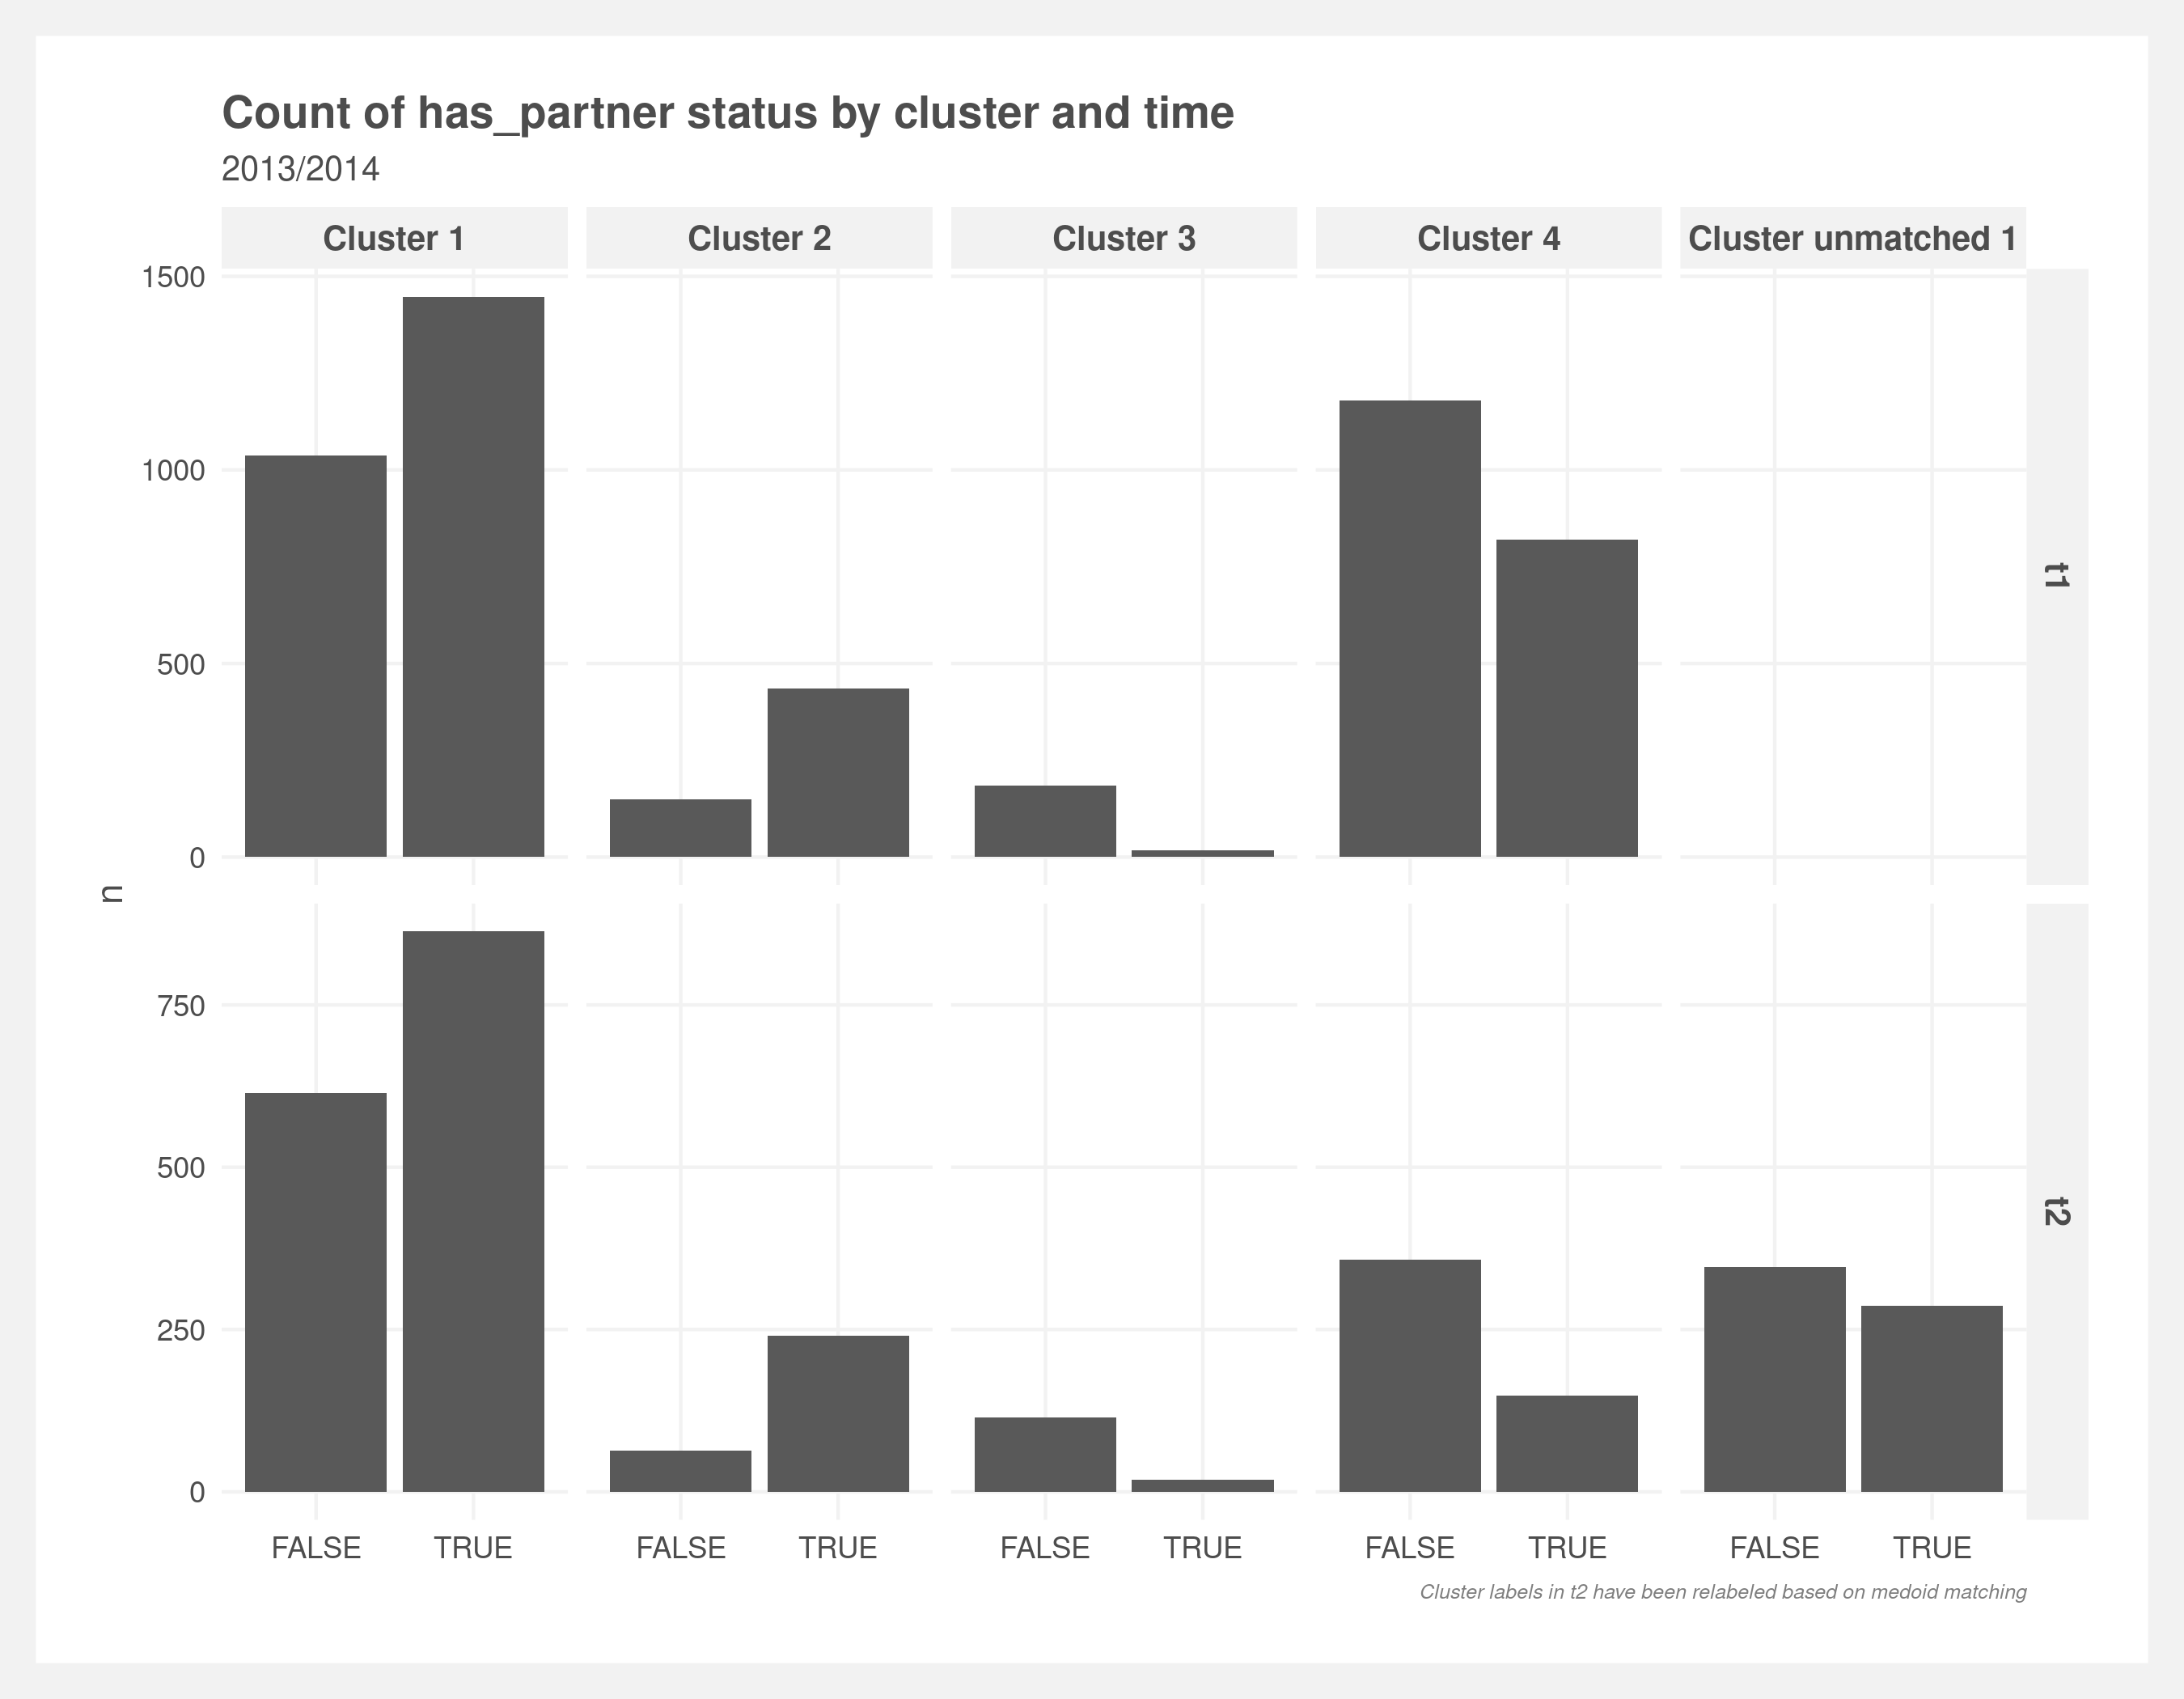 Count of has_partner status by cluster and time
2013/2014
Cluster 1 Cluster 2 Cluster 3 Cluster 4 Cluster unmatched 1
1500
1000
500
0
t1
n
750
500
250
0
t2
FALSE TRUE FALSE TRUE FALSE TRUE FALSE TRUE FALSE TRUE
Cluster labels in t2 have been relabeled based on medoid matching